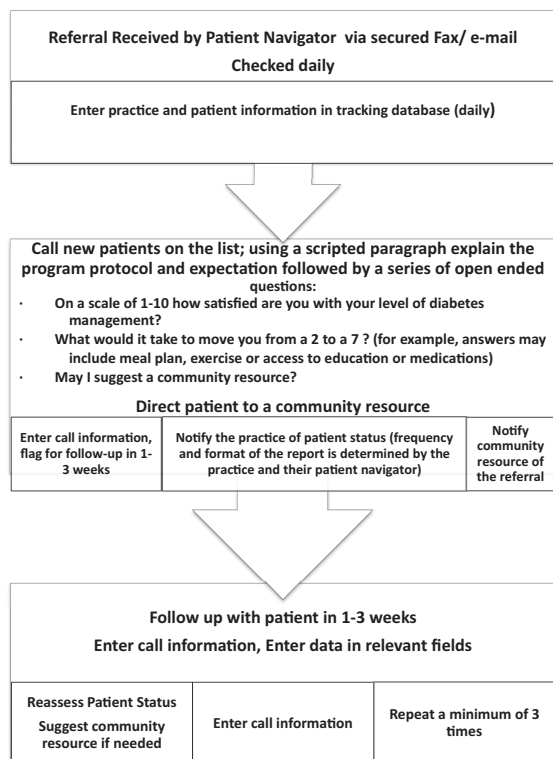 Referral Received by Patient Navigator via secured Fax/ e-mail
Checked daily
Enter practice and patient information in tracking database (daily)
Call new patients on the list; using a scripted paragraph explain the
program protocol and expectation followed by a series of open ended
questions:
· On a scale of 1-10 how satisfied are you with your level of diabetes
management?
· What would it take to move you from a 2 to a 7 ? (for example, answers may
include meal plan, exercise or access to education or medications)
· May I suggest a community resource?
Direct patient to a community resource
Enter call information,
flag for follow-up in 1-
3 weeks
Notify the practice of patient status (frequency
and format of the report is determined by the
practice and their patient navigator)
Notify
community
resource of
the referral
Follow up with patient in 1-3 weeks
Enter call information, Enter data in relevant fields
Reassess Patient Status
Suggest community
resource if needed
Enter call information
Repeat a minimum of 3
times